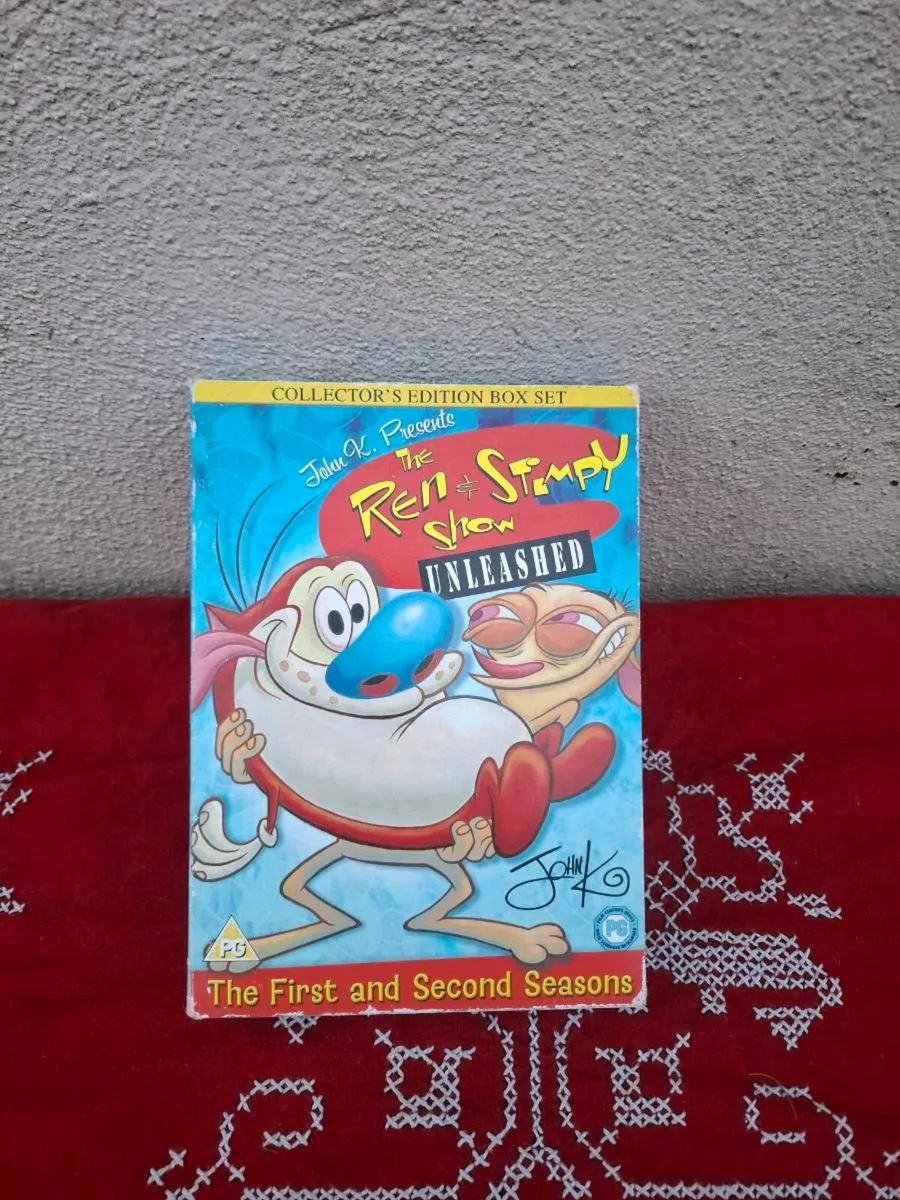 COLLECTOR'S EDITION BOX SET
John K. Presents
The
Ren & Stimpy
Show
UNLEASHED
John K
PG
PG
The First and Second Seasons